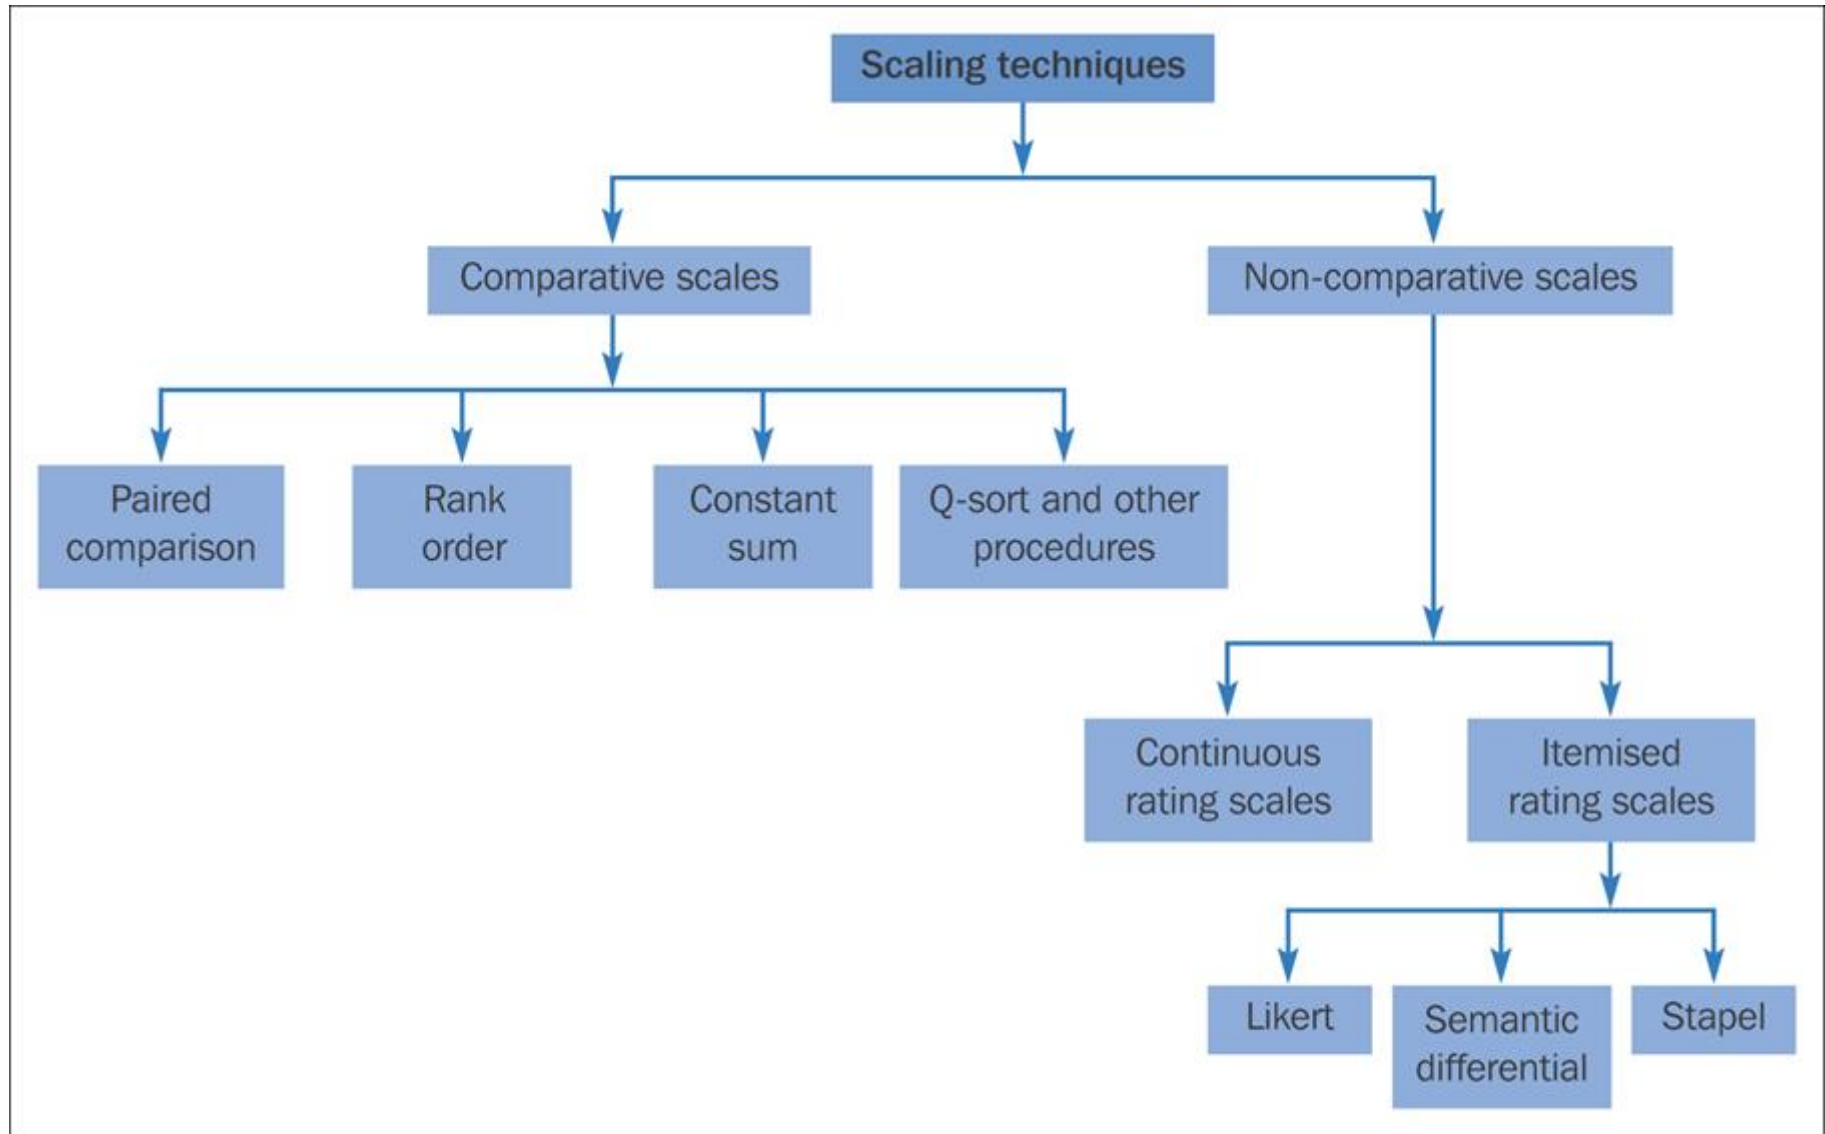 Scaling techniques
Comparative scales
Non-comparative scales
Paired
comparison
Rank
order
Constant
sum
Q-sort and other
procedures
Continuous
rating scales
Itemised
rating scales
Likert
Semantic
differential
Stapel